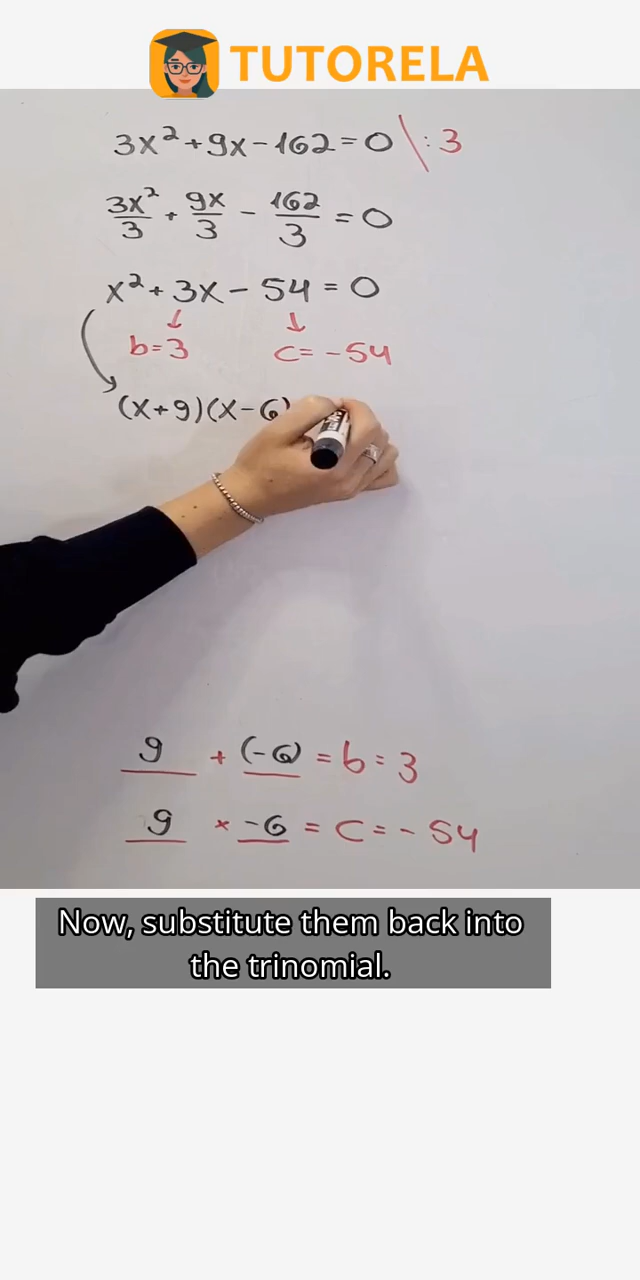 TUTORELA
3x²+9x-162=0\:3
3x²/3 + 9x/3 - 162/3 = 0
x²+3x-54=0
↓ ↓
b=3 c=-54
(x+9)(x-6)
9 + (-6) = b = 3
9 × -6 = c = -54
Now, substitute them back into
the trinomial.